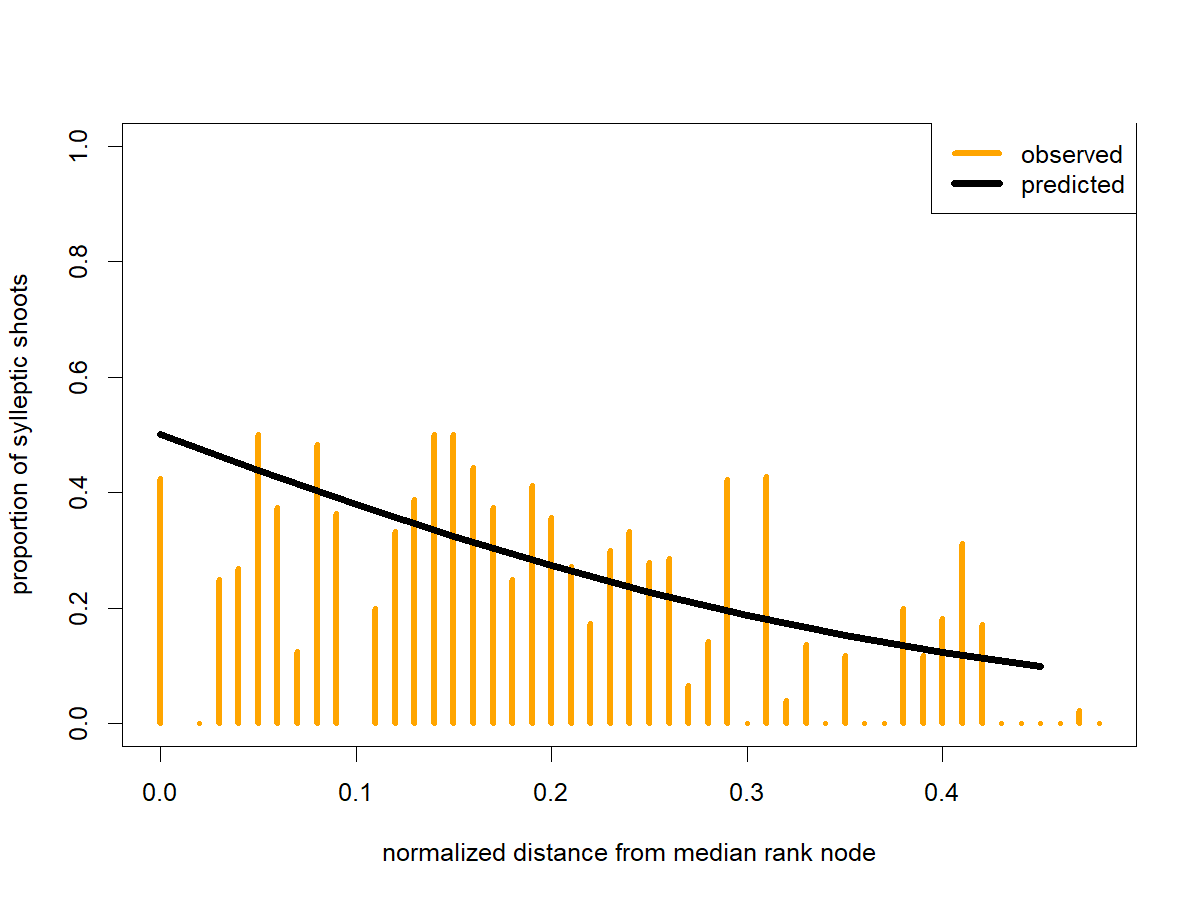 observed
predicted
proportion of sylleptic shoots
1.0
0.8
0.6
0.4
0.2
0.0
0.0 0.1 0.2 0.3 0.4
normalized distance from median rank node